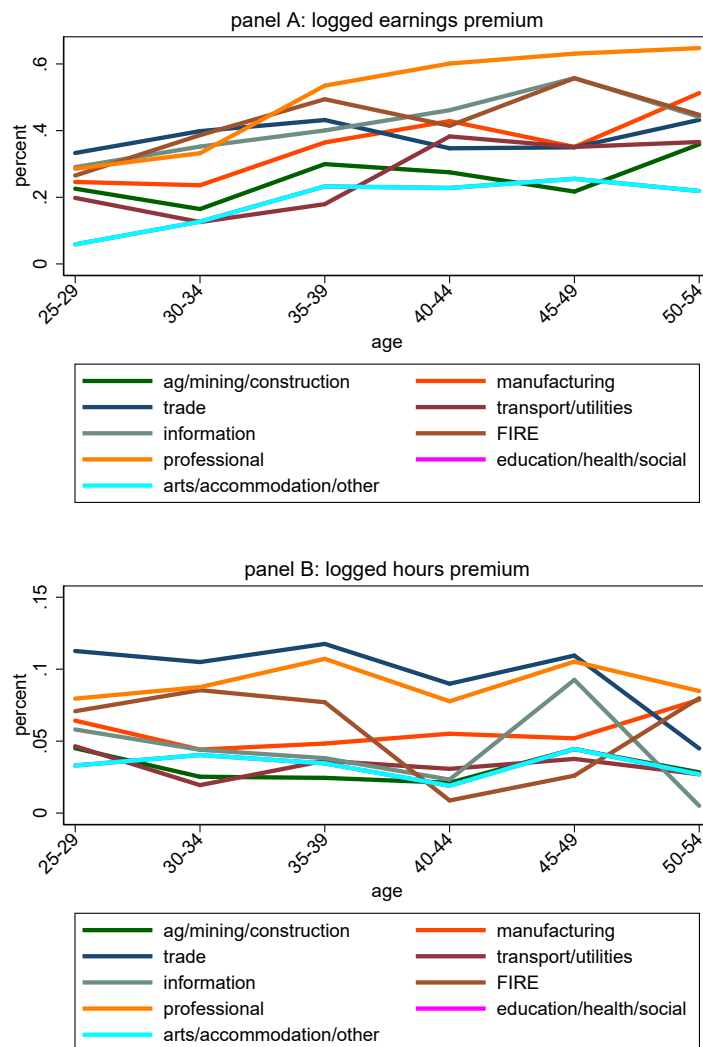 panel A: logged earnings premium
percent
.6
.4
.2
0
25-29
30-34
35-39
40-44
45-49
50-54
age
ag/mining/construction
manufacturing
trade
transport/utilities
information
FIRE
professional
education/health/social
arts/accommodation/other
panel B: logged hours premium
percent
.15
.1
.05
0
25-29
30-34
35-39
40-44
45-49
50-54
age
ag/mining/construction
manufacturing
trade
transport/utilities
information
FIRE
professional
education/health/social
arts/accommodation/other